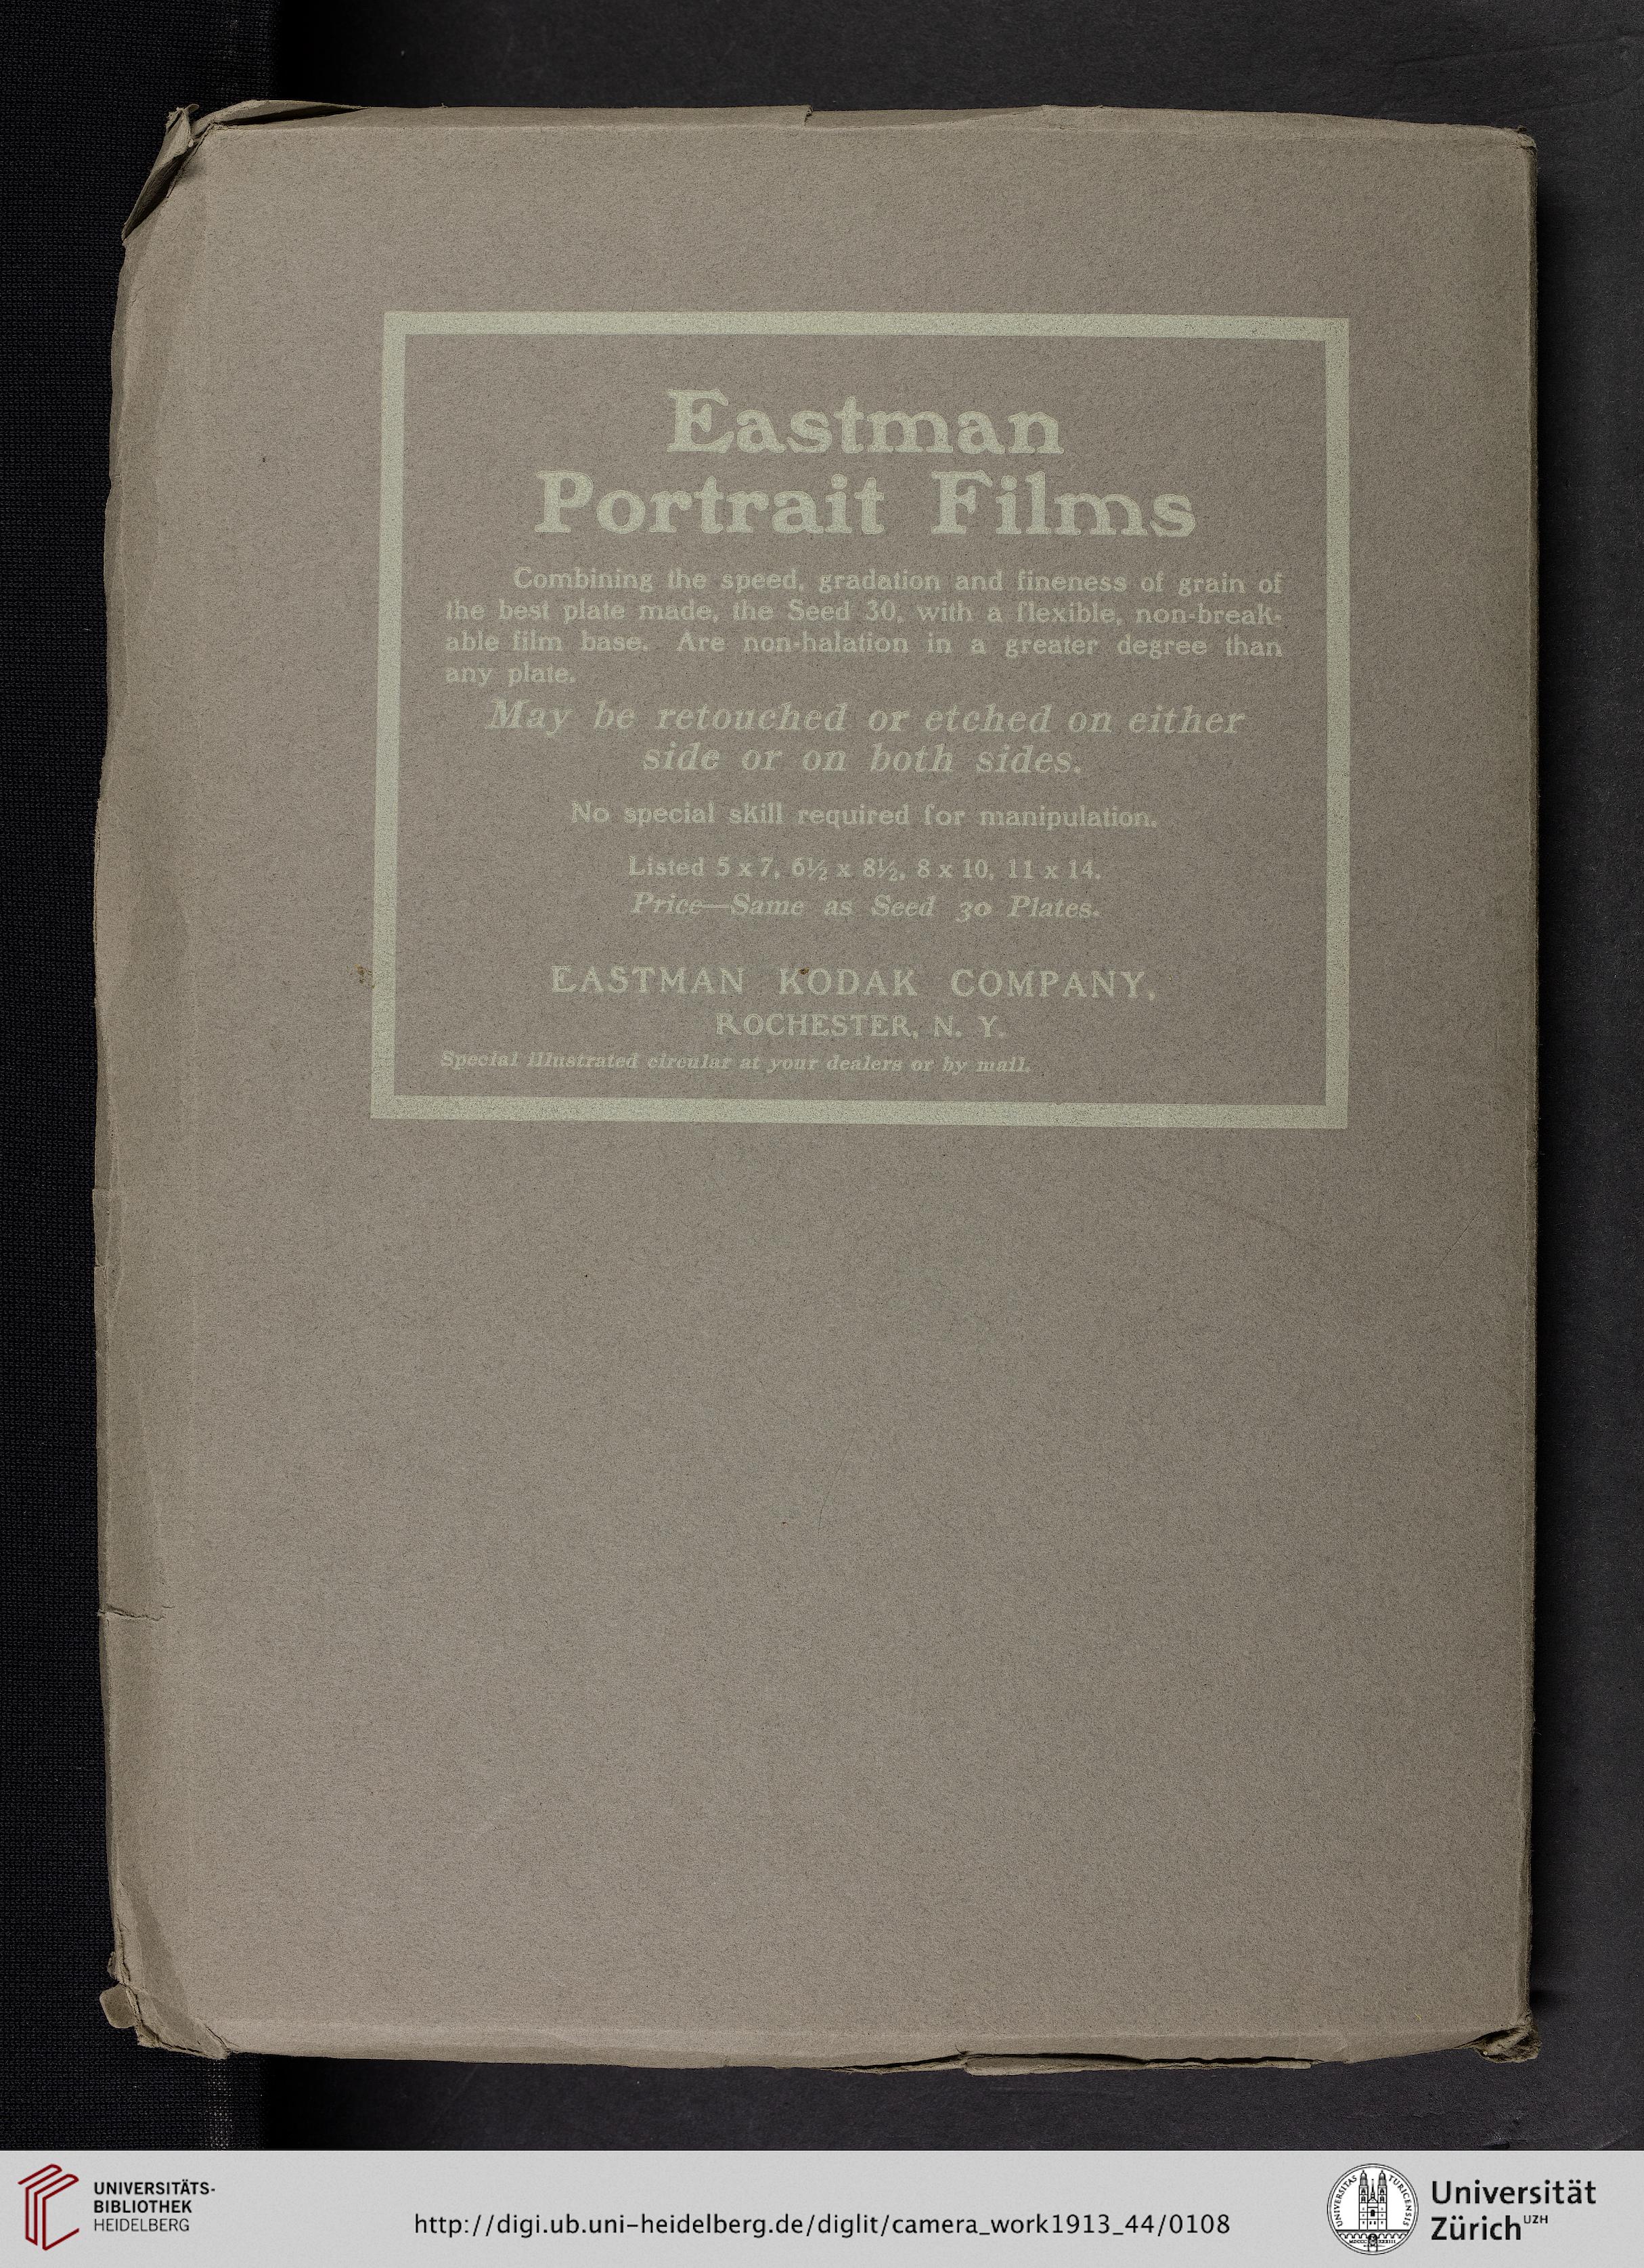 Eastman
Portrait Films
Combining the speed, gradation and fineness of grain of
the best plate made, the Seed 30, with a flexible, non-break-
able film base. Are non-halation in a greater degree than
any plate.
May be retouched or etched on either
side or on both sides.
No special skill required for manipulation.
Listed 5 x 7, 6½ x 8½, 8 x 10, 11 x 14.
Price—Same as Seed 30 Plates.
EASTMAN KODAK COMPANY,
ROCHESTER, N. Y.
Special illustrated circular at your dealers or by mail.
UNIVERSITÄTS-
BIBLIOTHEK
HEIDELBERG
http://digi.ub.uni-heidelberg.de/diglit/camera_work1913_44/0108
UNIVERSITAS TURICENSIS
MDCCCXXXIII
Universität
Zürich UZH